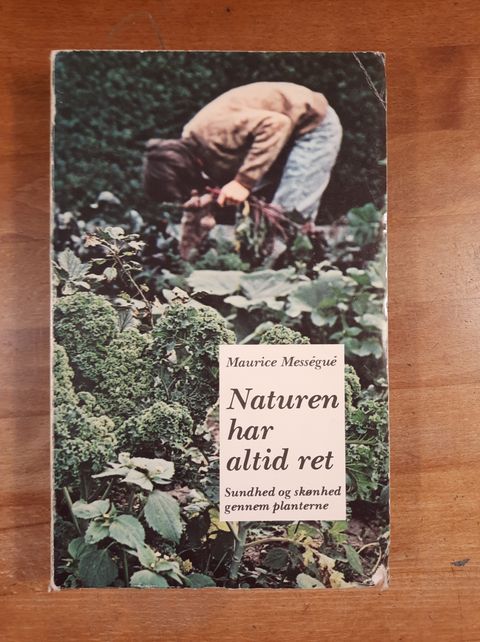 Maurice Mességué
Naturen
har
altid ret
Sundhed og skønhed
gennem planterne